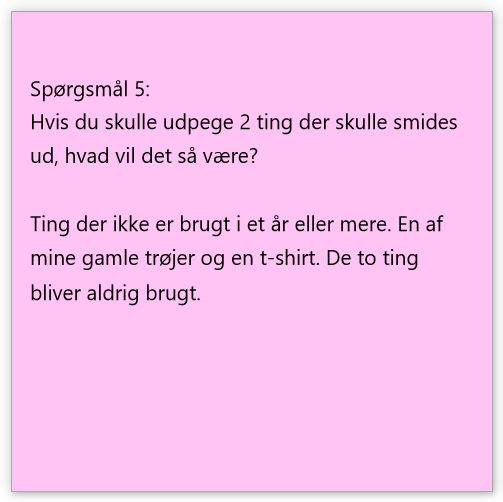 Spørgsmål 5:
Hvis du skulle udpege 2 ting der skulle smides
ud, hvad vil det så være?
Ting der ikke er brugt i et år eller mere. En af
mine gamle trøjer og en t-shirt. De to ting
bliver aldrig brugt.